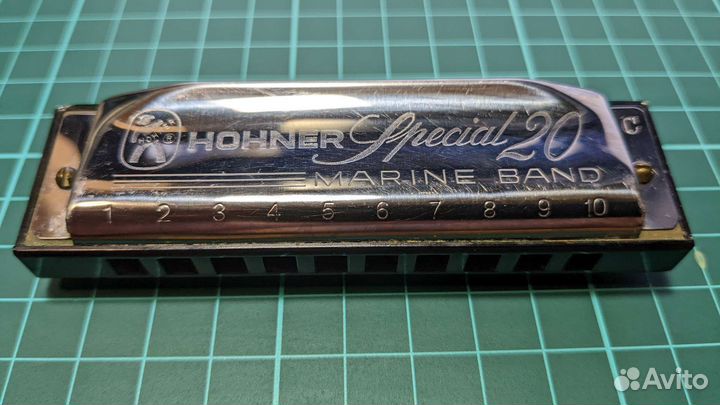 HOHNER Special 20
C
MARINE BAND
1 2 3 4 5 6 7 8 9 10
Avito